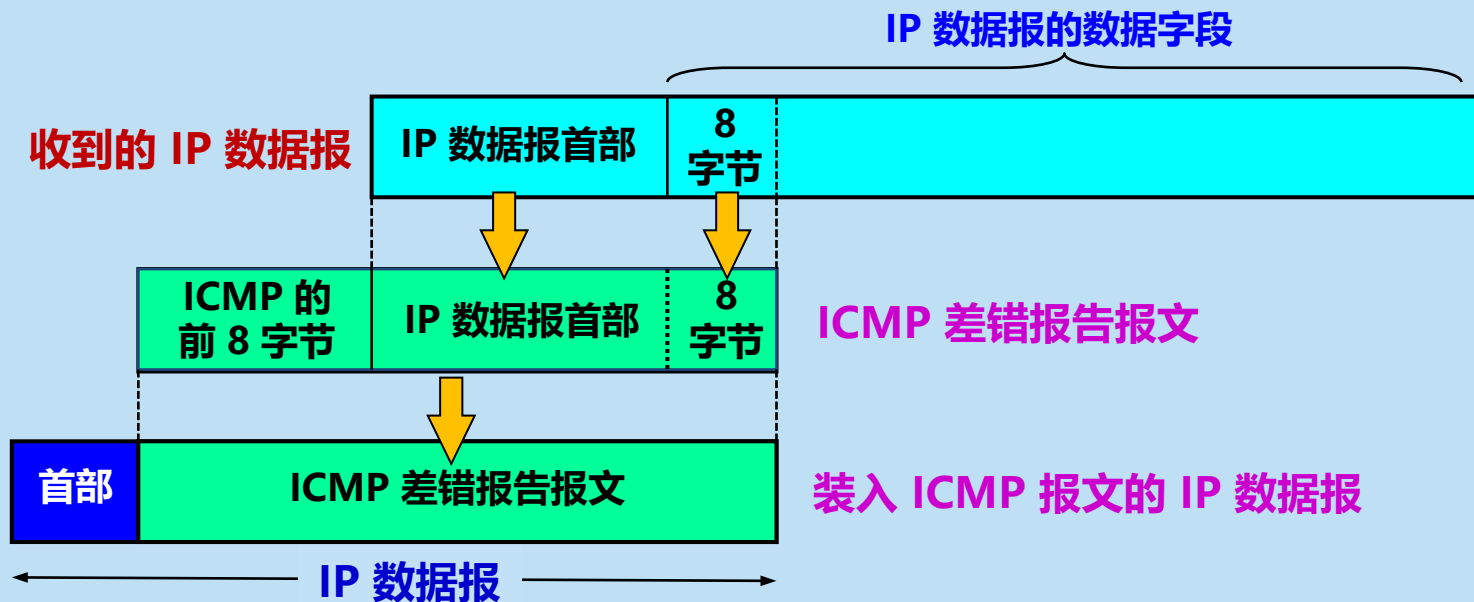 IP 数据报的数据字段
收到的 IP 数据报
IP 数据报首部
8
字节
ICMP 的
前 8 字节
IP 数据报首部
8
字节
ICMP 差错报告报文
首部
ICMP 差错报告报文
装入 ICMP 报文的 IP 数据报
IP 数据报